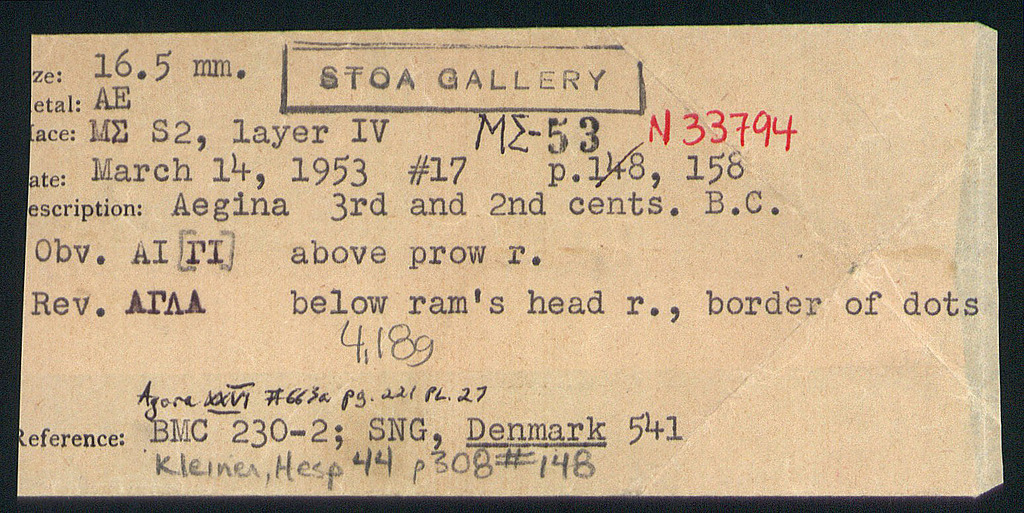 ze: 16.5 mm. STOA GALLERY
etal: AE
lace: ΜΣ S2, layer IV ΜΣ-53 N 33794
ate: March 14, 1953 #17 p.148, 158
escription: Aegina 3rd and 2nd cents. B.C.
Obv. ΑΙ[ΓΙ] above prow r.
Rev. ΑΓΛΑ below ram's head r., border of dots
4,189
Agora XXVI #663a pg. 221 PL. 27
Reference: BMC 230-2; SNG, Denmark 541
Kleiner, Hesp 44 p308 #148